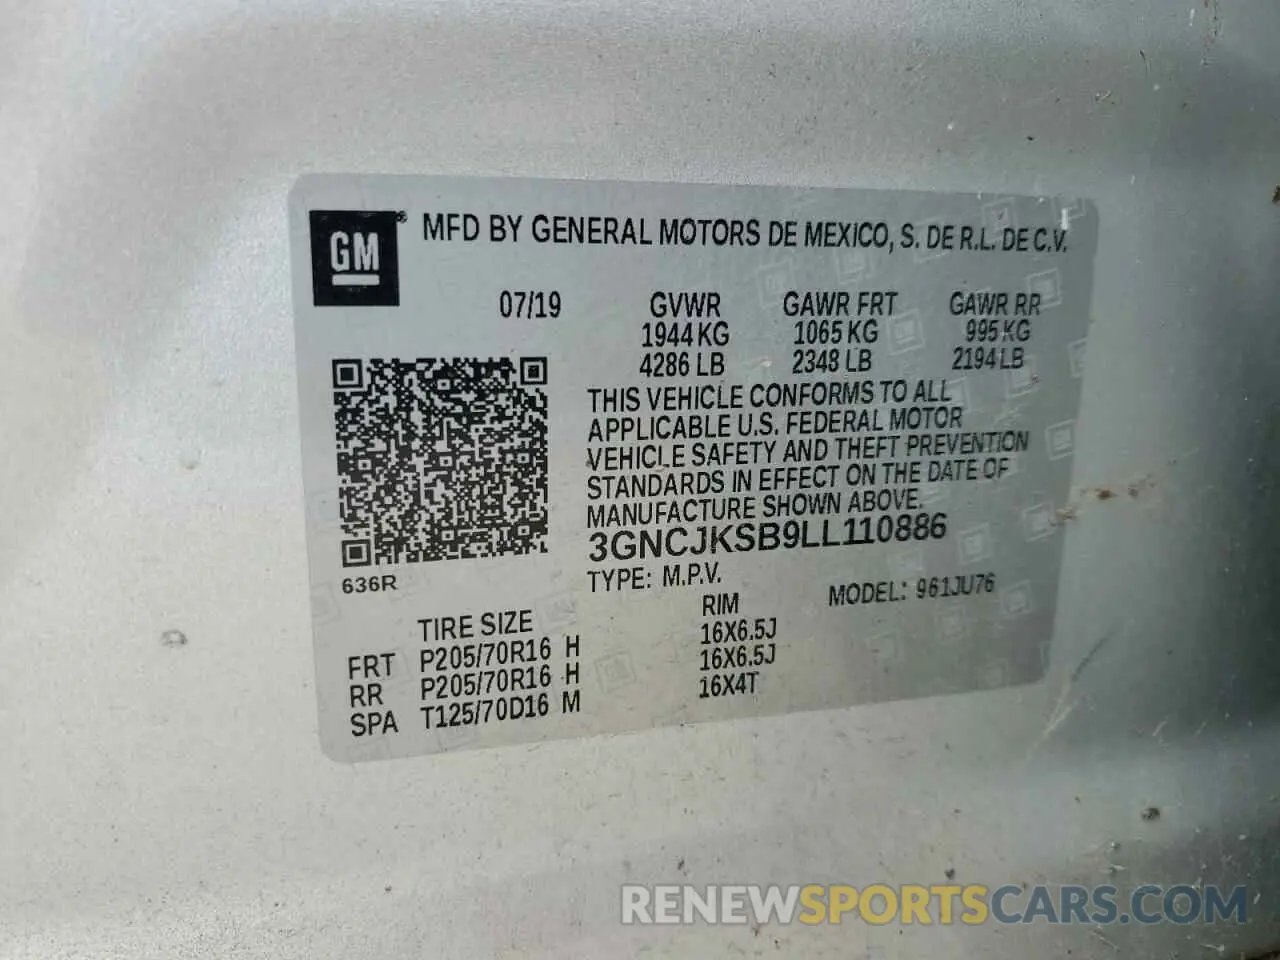 GM ® MFD BY GENERAL MOTORS DE MEXICO, S. DE R.L. DE C.V.
07/19 GVWR GAWR FRT GAWR RR
1944 KG 1065 KG 995 KG
4286 LB 2348 LB 2194 LB
THIS VEHICLE CONFORMS TO ALL
APPLICABLE U.S. FEDERAL MOTOR
VEHICLE SAFETY AND THEFT PREVENTION
STANDARDS IN EFFECT ON THE DATE OF
MANUFACTURE SHOWN ABOVE.
3GNCJKSB9LL110886
636R TYPE: M.P.V. MODEL: 961JU76
TIRE SIZE RIM
FRT P205/70R16 H 16X6.5J
RR P205/70R16 H 16X6.5J
SPA T125/70D16 M 16X4T
RENEWSPORTSCARS.COM